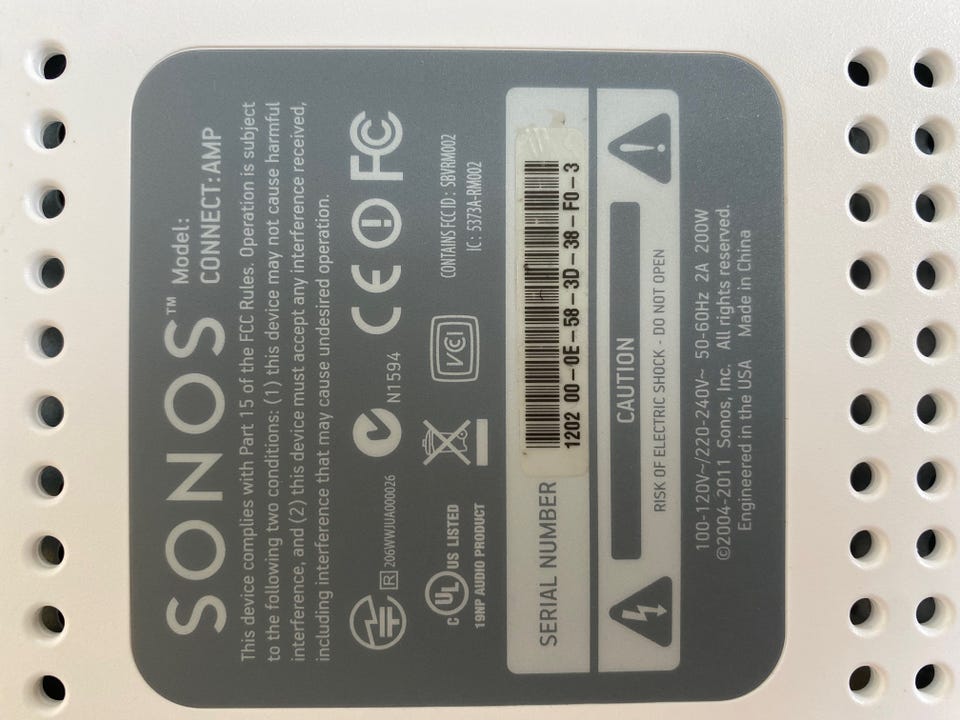 SONOS™ Model:
CONNECT:AMP
This device complies with Part 15 of the FCC Rules. Operation is subject
to the following two conditions: (1) this device may not cause harmful
interference, and (2) this device must accept any interference received,
including interference that may cause undesired operation.
R 206WWJUA000026
N1594
CE FC
C UL US LISTED
19NP AUDIO PRODUCT
VCI
CONTAINS FCC ID: SBVRM002
IC: 5373A-RM002
SERIAL NUMBER
1202 00-0E-58-3D-38-F0-3
CAUTION
RISK OF ELECTRIC SHOCK - DO NOT OPEN
100-120V~/220-240V~ 50-60Hz 2A 200W
©2004-2011 Sonos, Inc. All rights reserved.
Engineered in the USA Made in China